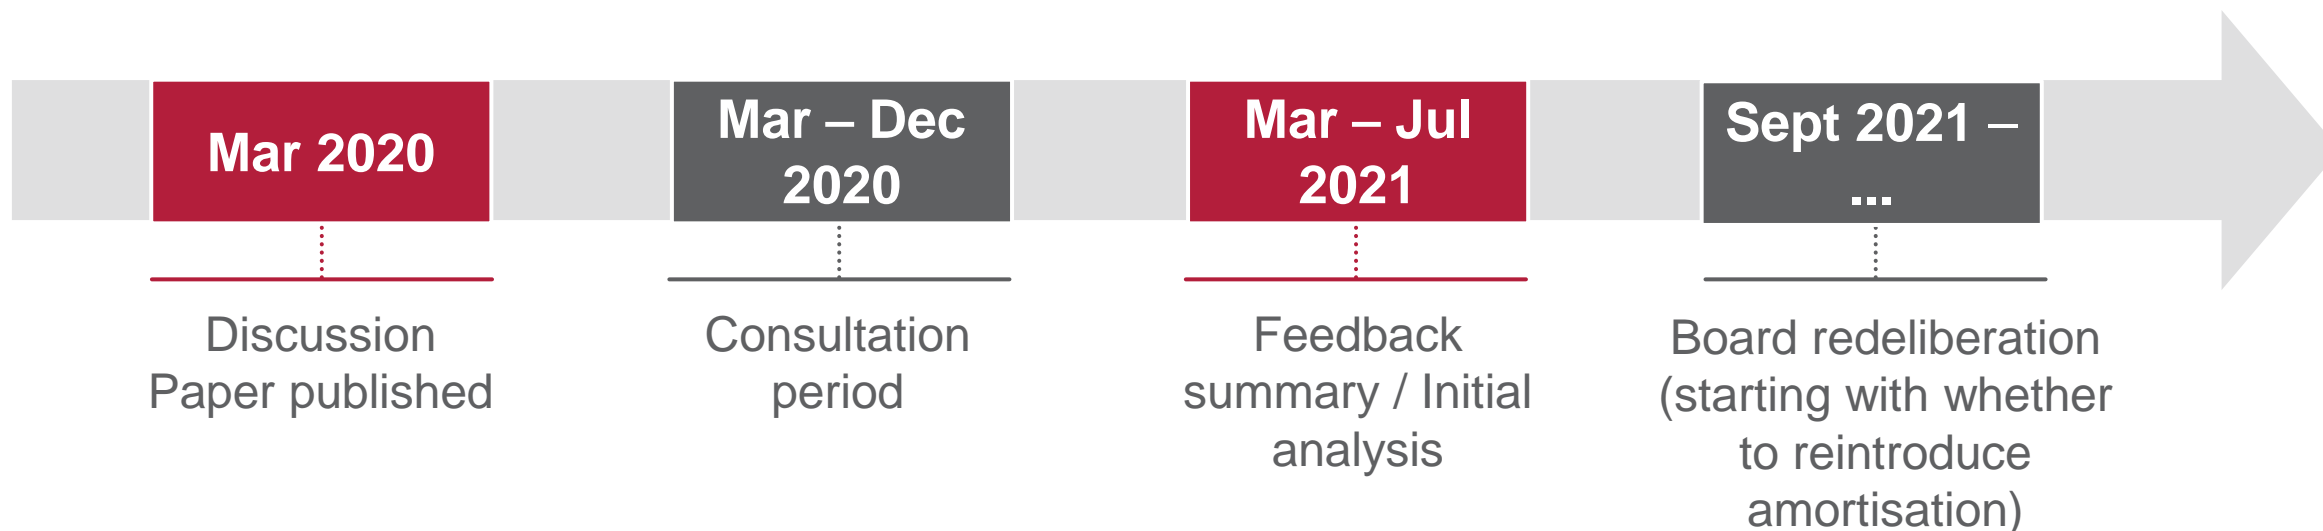 Mar 2020
Mar – Dec
2020
Mar – Jul
2021
Sept 2021 –
...
Discussion
Paper published
Consultation
period
Feedback
summary / Initial
analysis
Board redeliberation
(starting with whether
to reintroduce
amortisation)